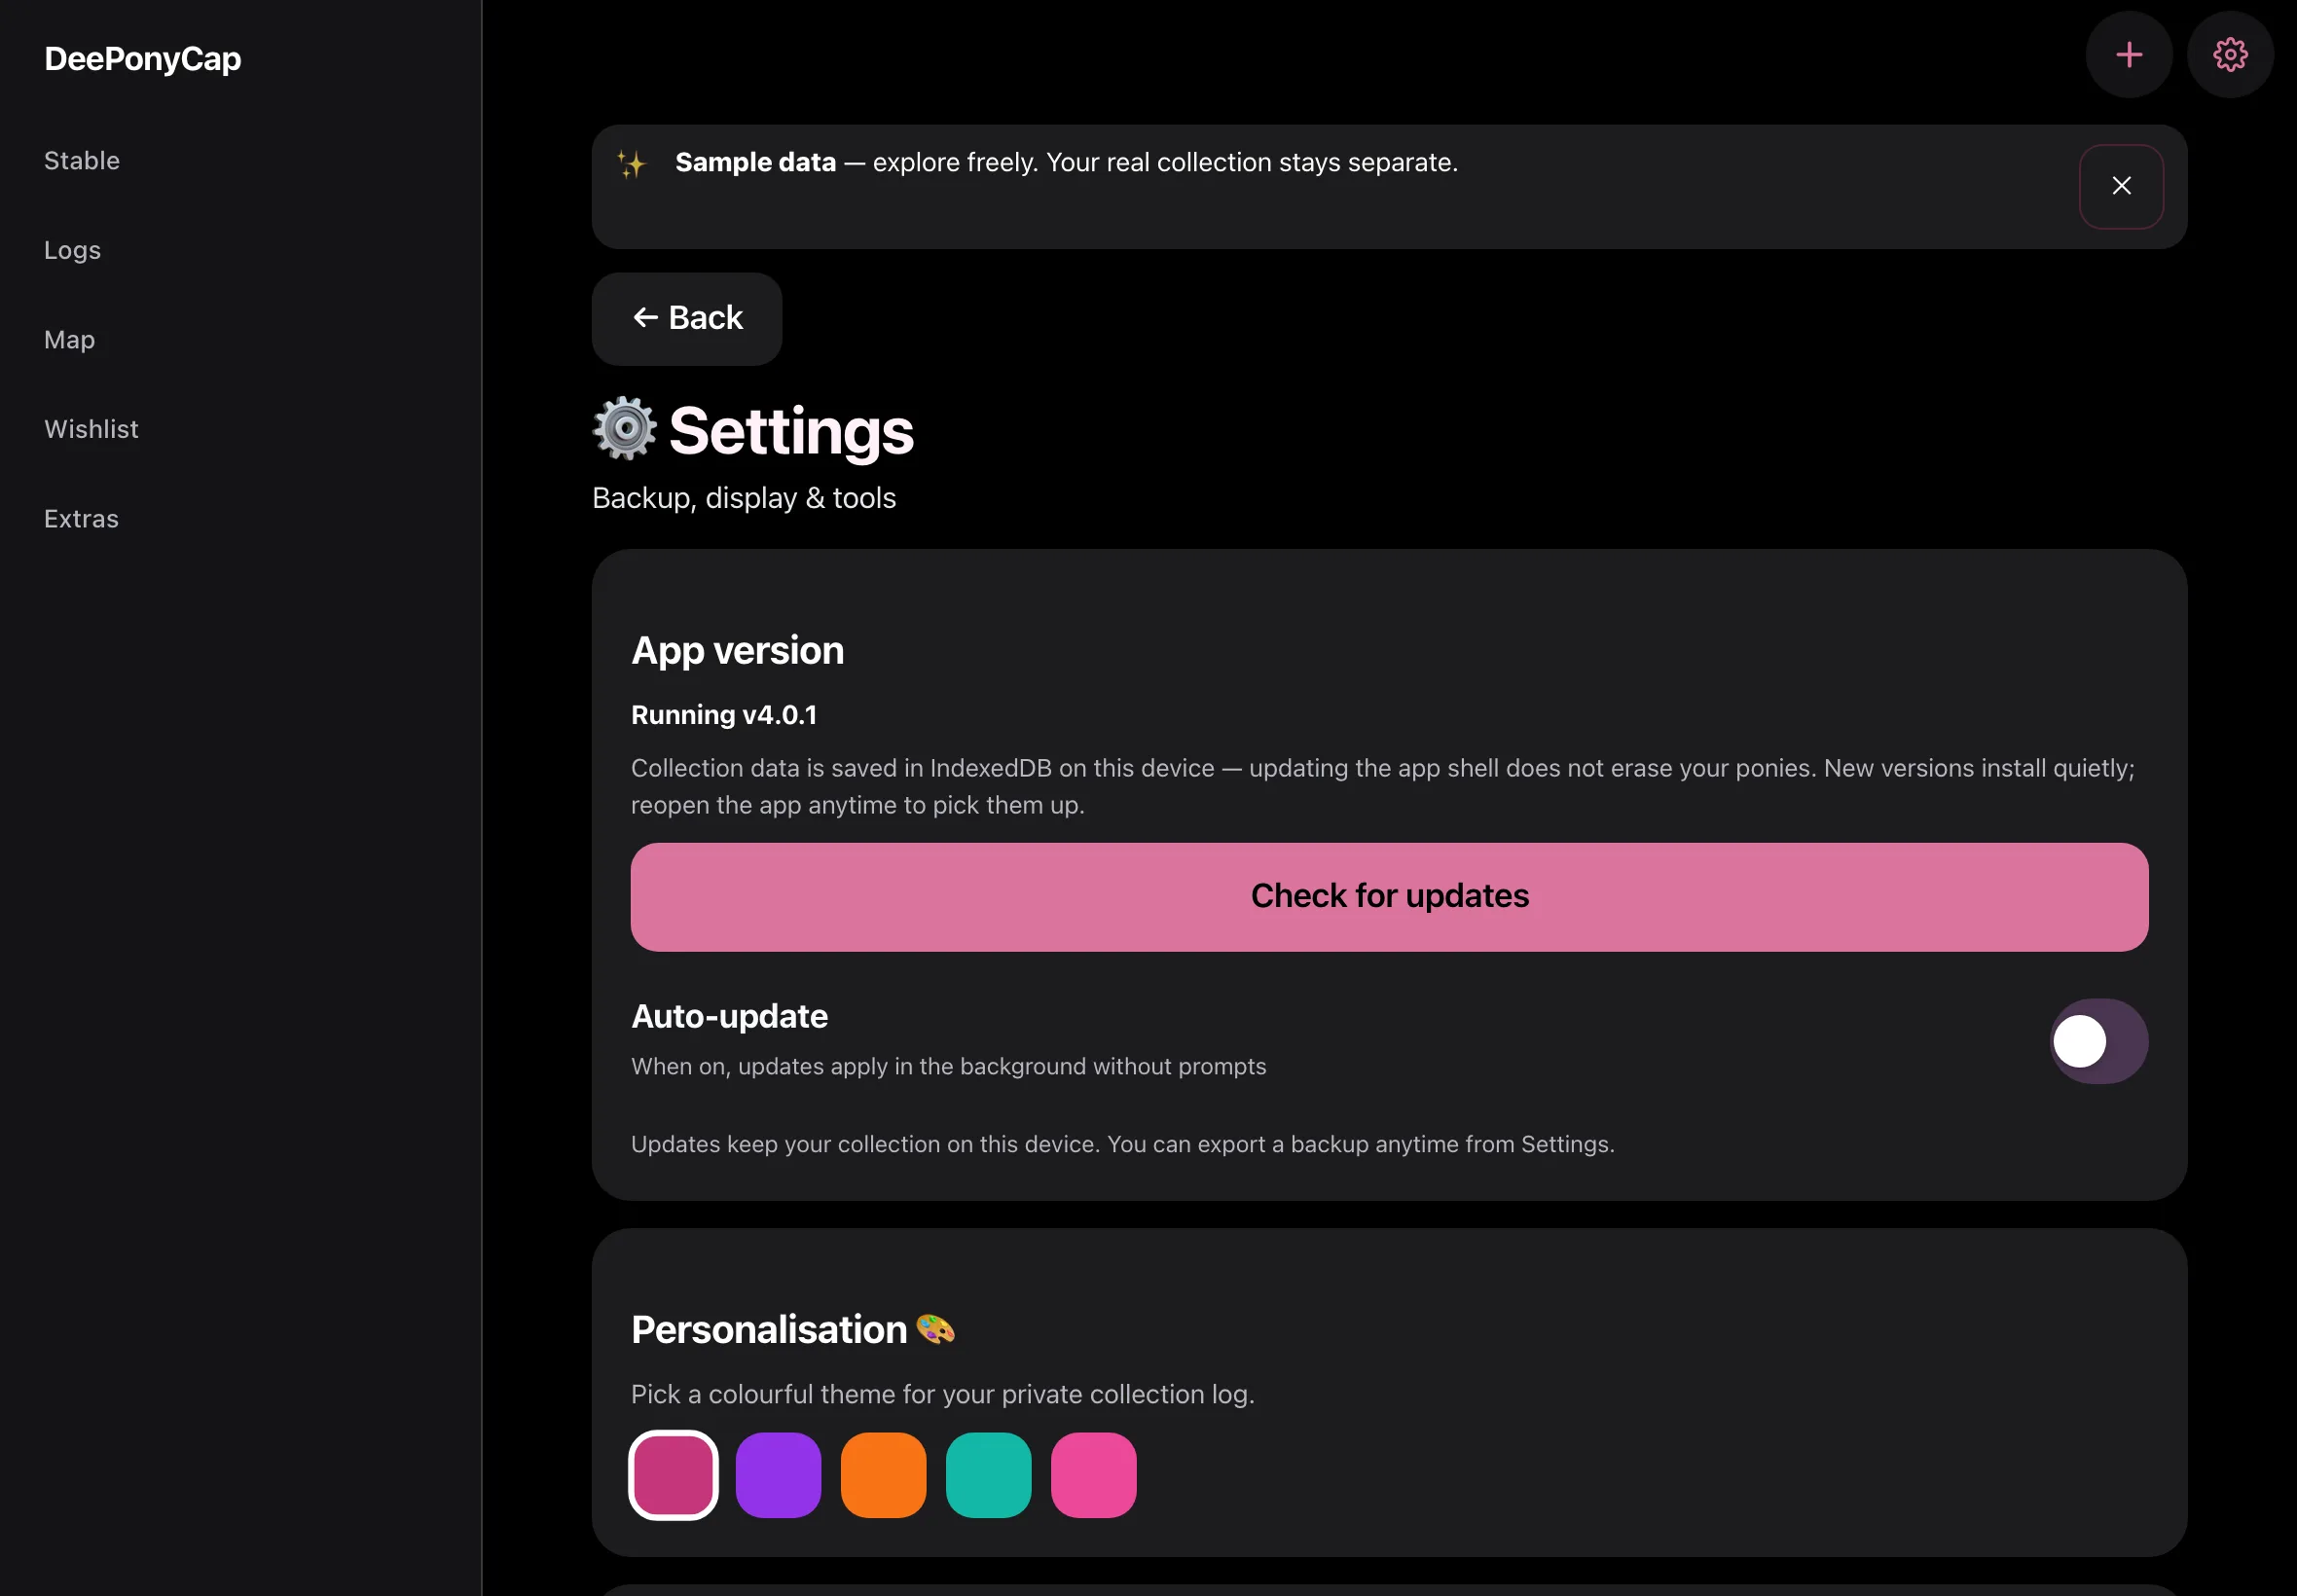 DeePonyCap
Stable
Logs
Map
Wishlist
Extras
Sample data — explore freely. Your real collection stays separate.
← Back
Settings
Backup, display & tools
App version
Running v4.0.1
Collection data is saved in IndexedDB on this device — updating the app shell does not erase your ponies. New versions install quietly;
reopen the app anytime to pick them up.
Check for updates
Auto-update
When on, updates apply in the background without prompts
Updates keep your collection on this device. You can export a backup anytime from Settings.
Personalisation
Pick a colourful theme for your private collection log.